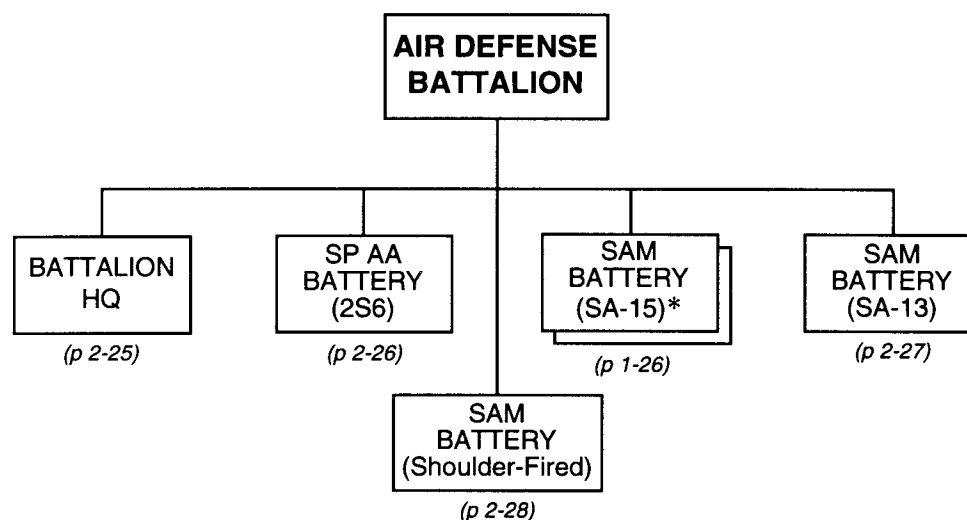 AIR DEFENSE
BATTALION
BATTALION
HQ
(p 2-25)
SP AA
BATTERY
(2S6)
(p 2-26)
SAM
BATTERY
(SA-15)*
(p 1-26)
SAM
BATTERY
(SA-13)
(p 2-27)
SAM
BATTERY
(Shoulder-Fired)
(p 2-28)